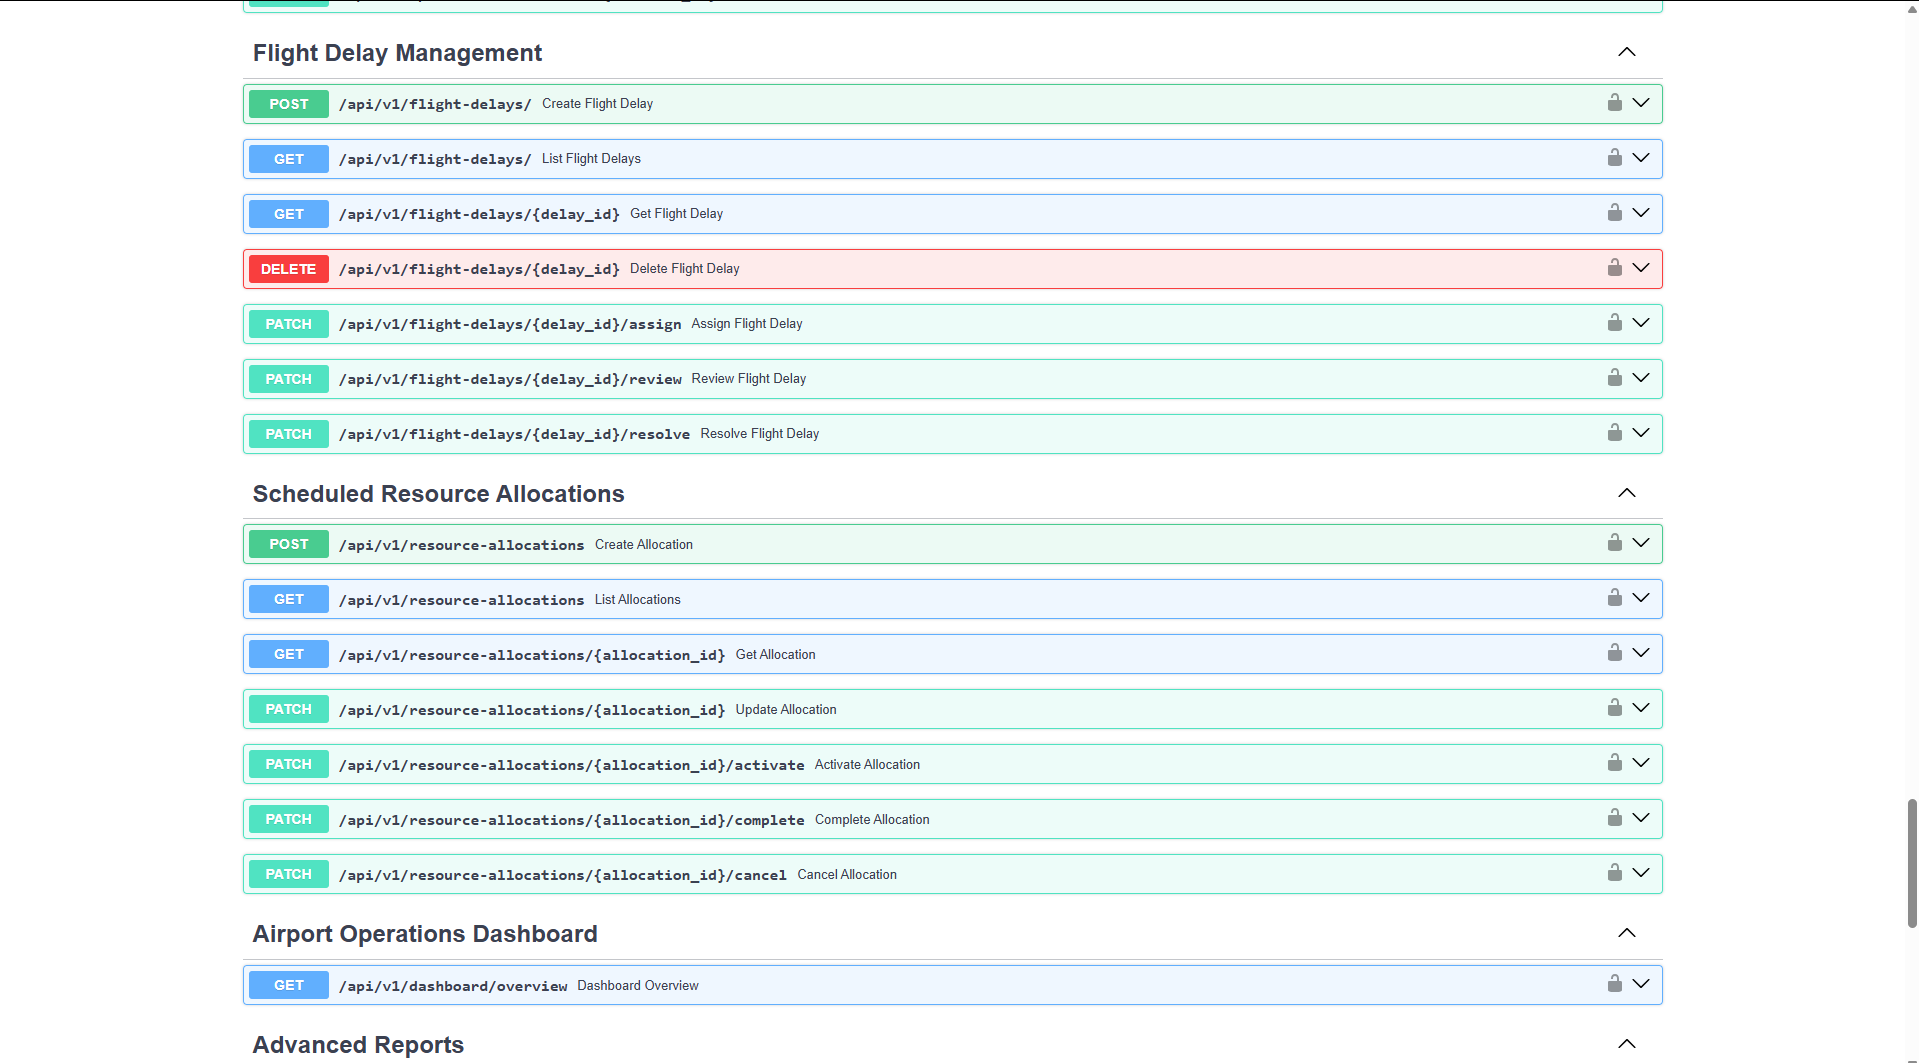 Flight Delay Management
POST /api/v1/flight-delays/ Create Flight Delay
GET /api/v1/flight-delays/ List Flight Delays
GET /api/v1/flight-delays/{delay_id} Get Flight Delay
DELETE /api/v1/flight-delays/{delay_id} Delete Flight Delay
PATCH /api/v1/flight-delays/{delay_id}/assign Assign Flight Delay
PATCH /api/v1/flight-delays/{delay_id}/review Review Flight Delay
PATCH /api/v1/flight-delays/{delay_id}/resolve Resolve Flight Delay
Scheduled Resource Allocations
POST /api/v1/resource-allocations Create Allocation
GET /api/v1/resource-allocations List Allocations
GET /api/v1/resource-allocations/{allocation_id} Get Allocation
PATCH /api/v1/resource-allocations/{allocation_id} Update Allocation
PATCH /api/v1/resource-allocations/{allocation_id}/activate Activate Allocation
PATCH /api/v1/resource-allocations/{allocation_id}/complete Complete Allocation
PATCH /api/v1/resource-allocations/{allocation_id}/cancel Cancel Allocation
Airport Operations Dashboard
GET /api/v1/dashboard/overview Dashboard Overview
Advanced Reports